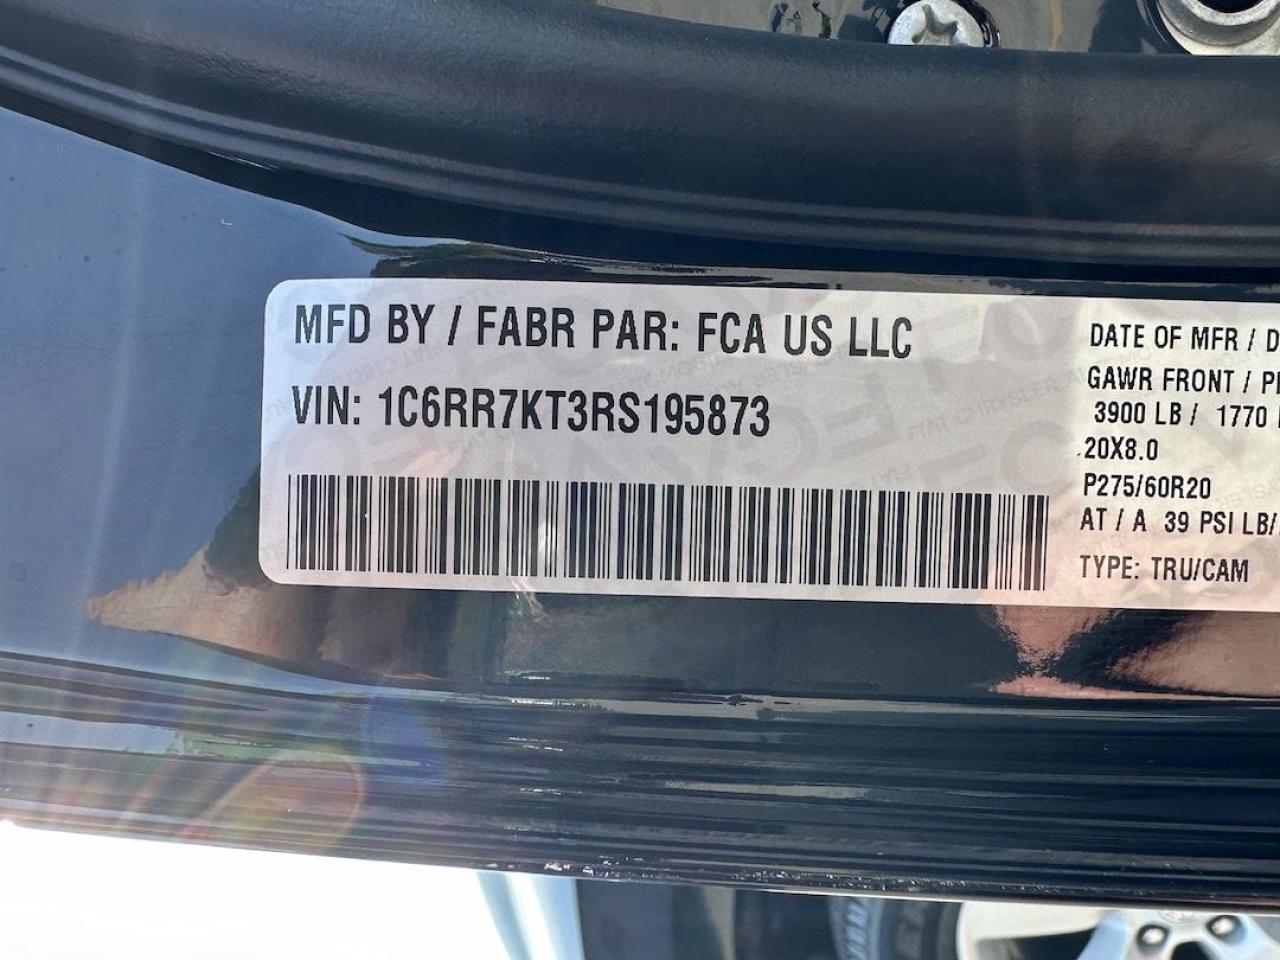 MFD BY / FABR PAR: FCA US LLC
VIN: 1C6RR7KT3RS195873
DATE OF MFR / D
GAWR FRONT /
3900 LB / 1770
20X8.0
P275/60R20
AT / A 39 PSI LB/
TYPE: TRU/CAM